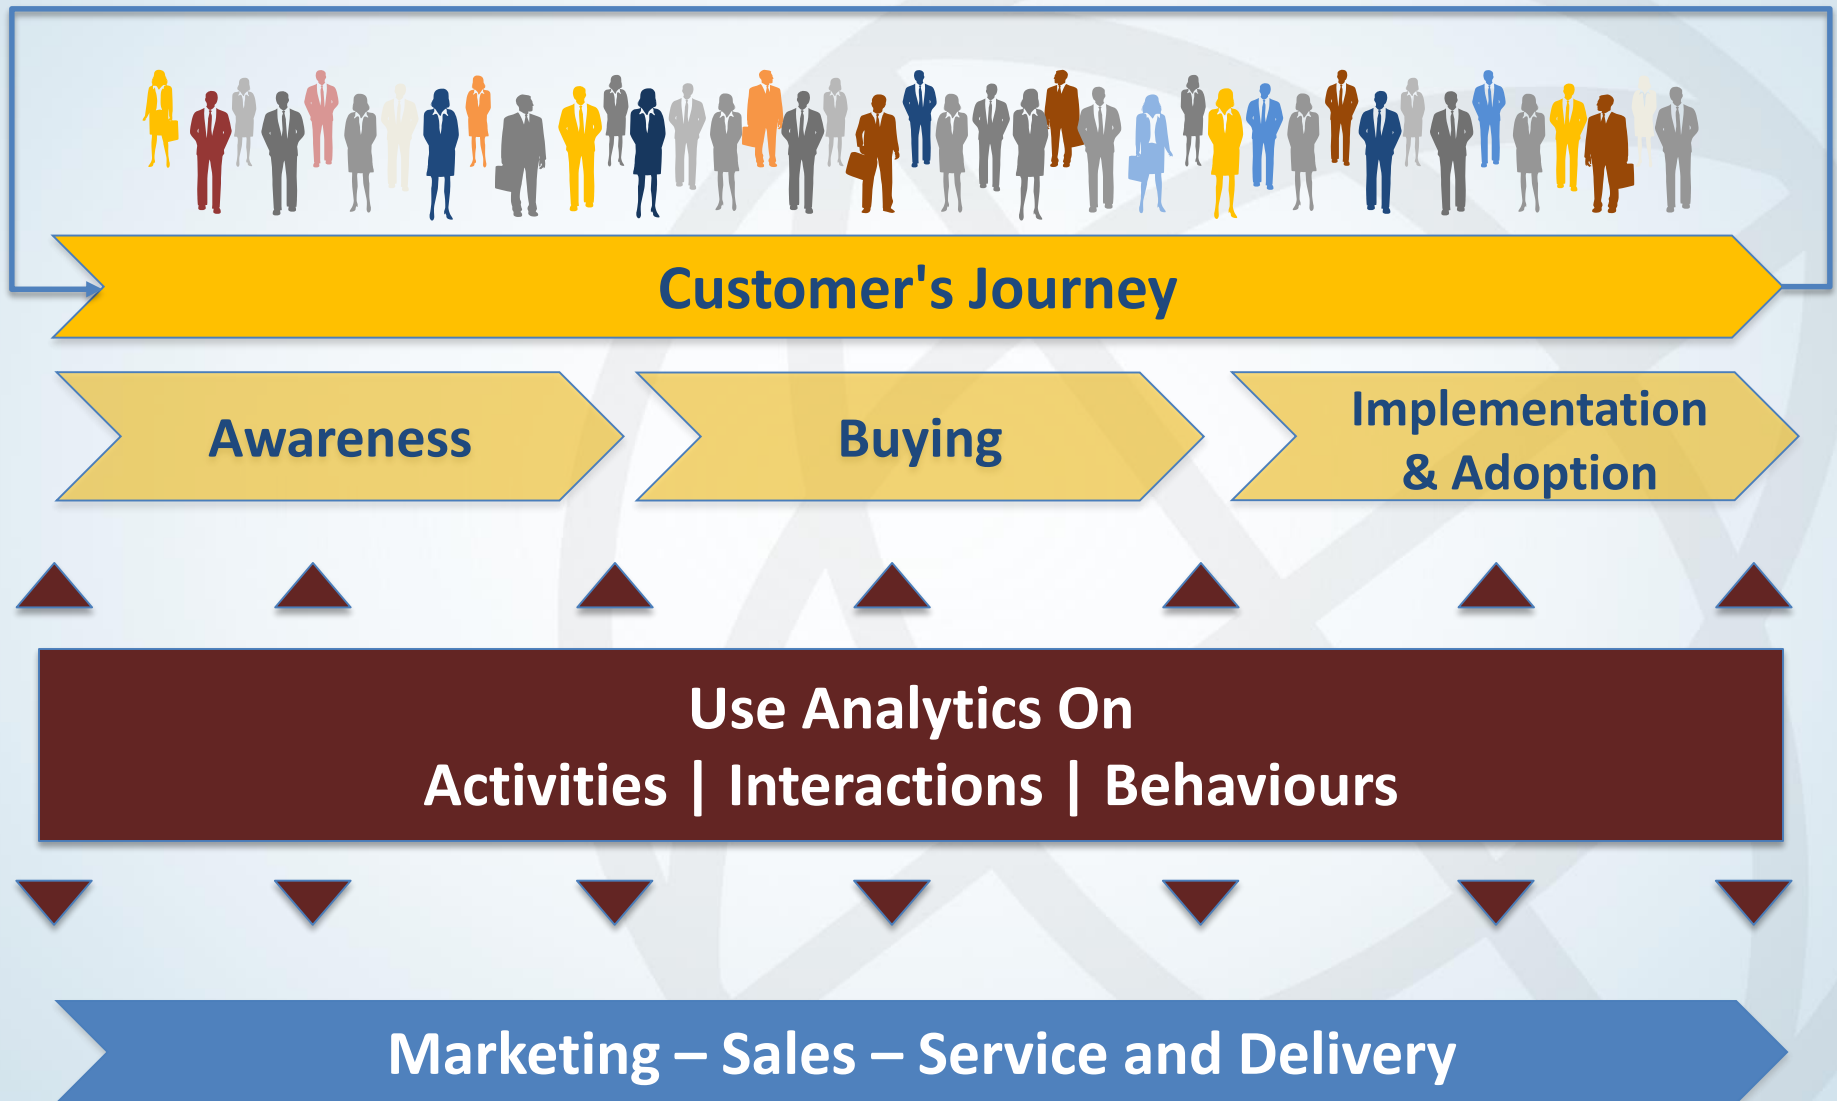 Customer's Journey
Awareness
Buying
Implementation
& Adoption
Use Analytics On
Activities | Interactions | Behaviours
Marketing – Sales – Service and Delivery